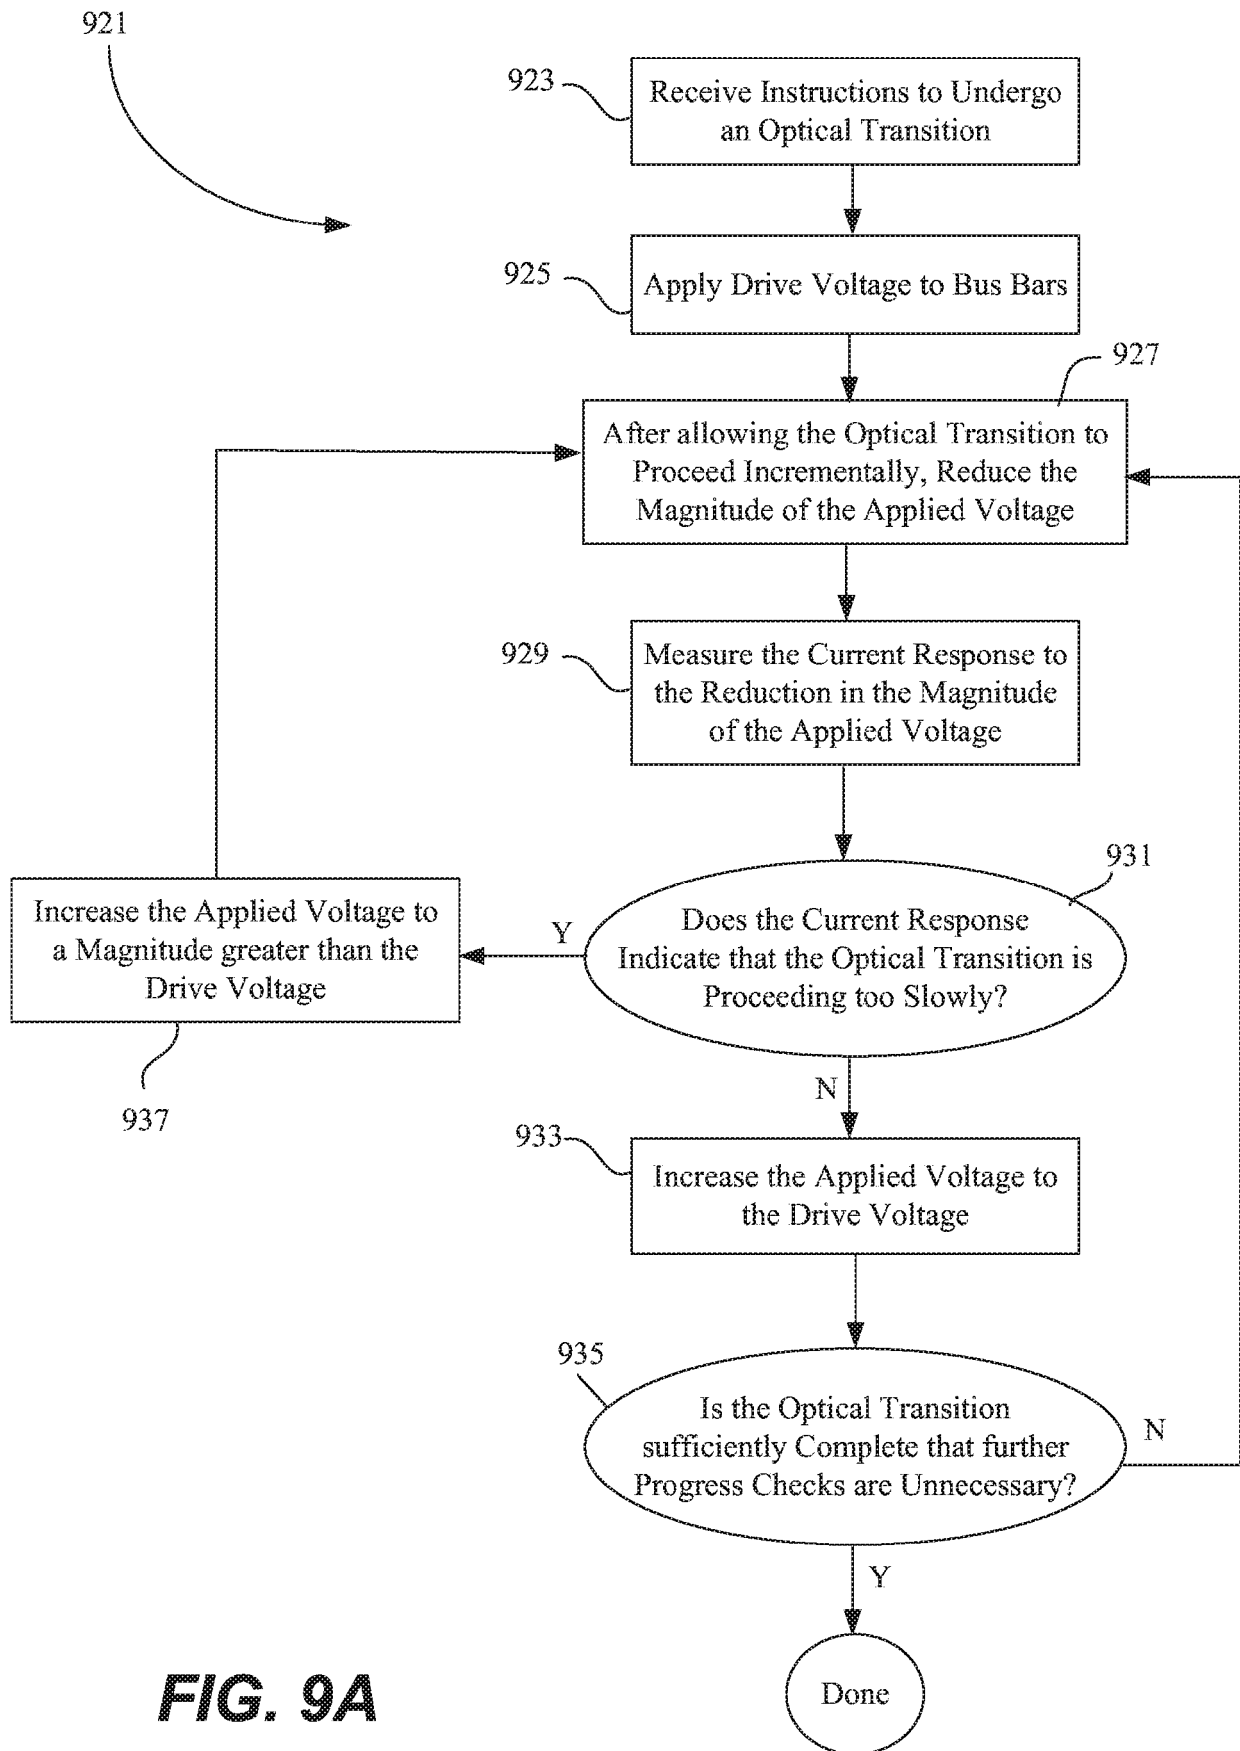 921
923
Receive Instructions to Undergo
an Optical Transition
925
Apply Drive Voltage to Bus Bars
927
After allowing the Optical Transition to
Proceed Incrementally, Reduce the
Magnitude of the Applied Voltage
929
Measure the Current Response to
the Reduction in the Magnitude
of the Applied Voltage
931
Does the Current Response
Indicate that the Optical Transition is
Proceeding too Slowly?
Y
Increase the Applied Voltage to
a Magnitude greater than the
Drive Voltage
937
N
933
Increase the Applied Voltage to
the Drive Voltage
935
Is the Optical Transition
sufficiently Complete that further
Progress Checks are Unnecessary?
N
Y
Done
FIG. 9A